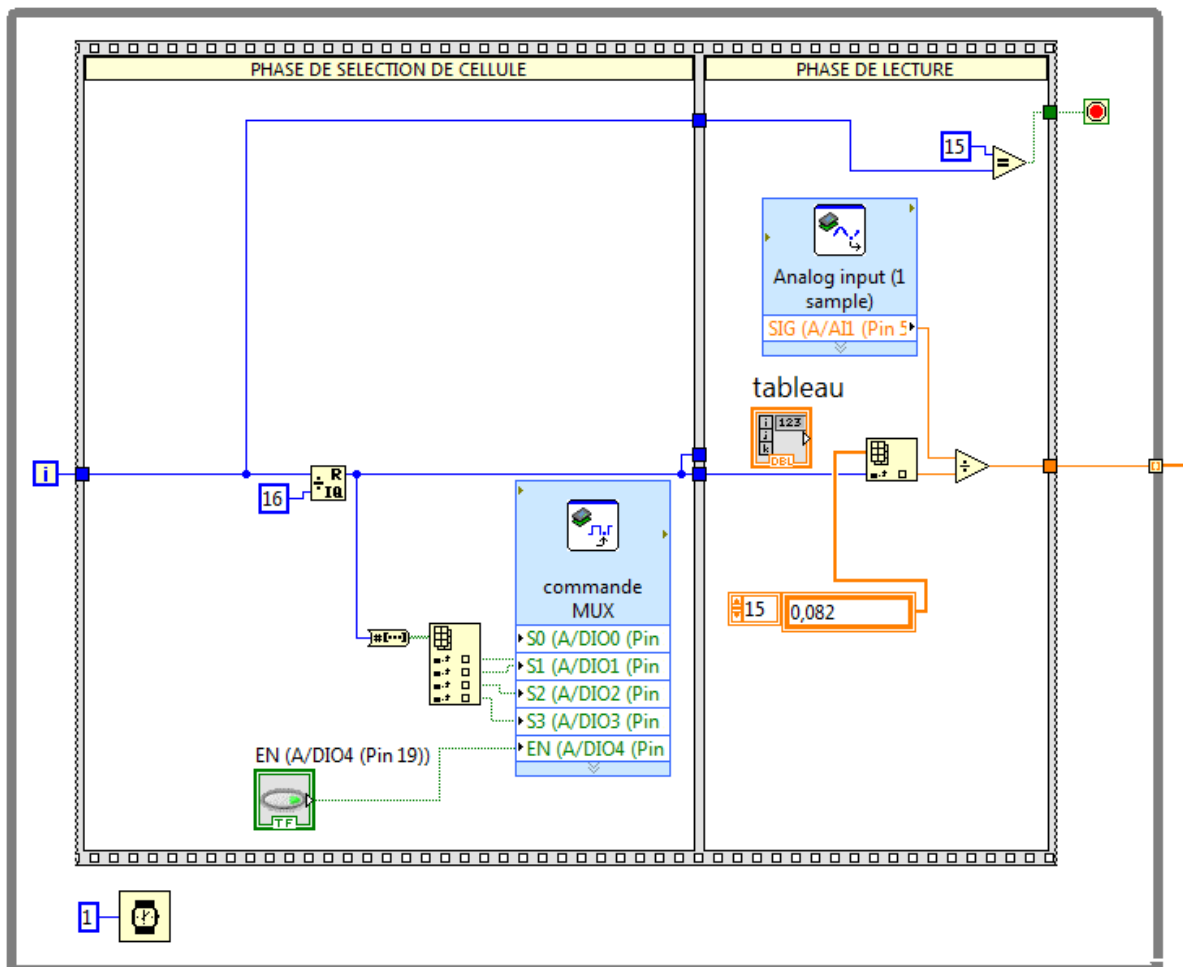 PHASE DE SELECTION DE CELLULE
PHASE DE LECTURE
15
=
Analog input (1
sample)
SIG (A/AI1 (Pin 5
tableau
i
123
j
k
DBL
i
R
÷
IQ
16
÷
commande
MUX
15
0,082
#[···]
S0 (A/DIO0 (Pin
S1 (A/DIO1 (Pin
S2 (A/DIO2 (Pin
S3 (A/DIO3 (Pin
EN (A/DIO4 (Pin
EN (A/DIO4 (Pin 19))
TF
1